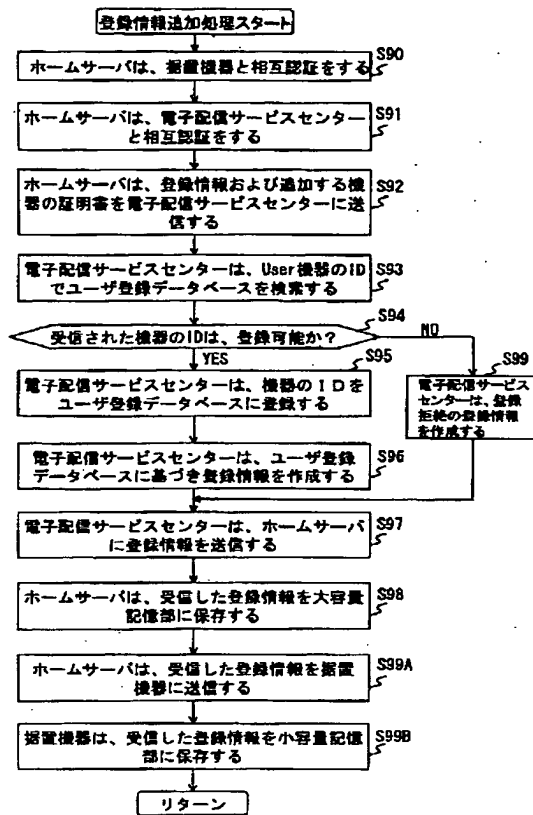 登録情報追加処理スタート
S90
ホームサーバは、据置機器と相互認証をする
S91
ホームサーバは、電子配信サービスセンター
と相互認証をする
S92
ホームサーバは、登録情報および追加する機
器の証明書を電子配信サービスセンターに送
信する
S93
電子配信サービスセンターは、User機器のID
でユーザ登録データベースを検索する
S94
受信された機器のIDは、登録可能か？
NO
YES
S95
電子配信サービスセンターは、機器のＩＤを
ユーザ登録データベースに登録する
S99
電子配信サービス
センターは、登録
拒絶の登録情報
を作成する
S96
電子配信サービスセンターは、ユーザ登録
データベースに基づき登録情報を作成する
S97
電子配信サービスセンターは、ホームサーバ
に登録情報を送信する
S98
ホームサーバは、受信した登録情報を大容量
記憶部に保存する
S99A
ホームサーバは、受信した登録情報を据置
機器に送信する
S99B
据置機器は、受信した登録情報を小容量記憶
部に保存する
リターン